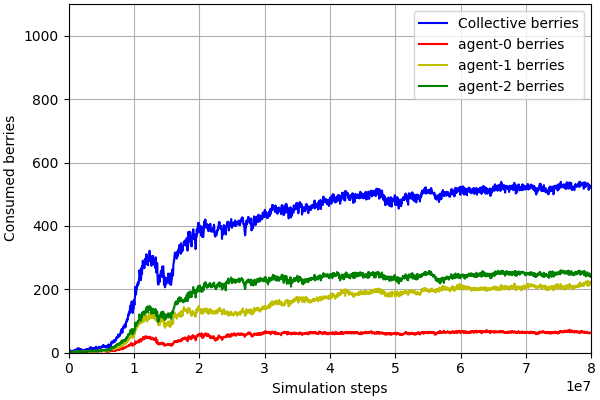 Collective berries
agent-0 berries
agent-1 berries
agent-2 berries
Consumed berries
1000
800
600
400
200
0
0 1 2 3 4 5 6 7 8
Simulation steps
1e7